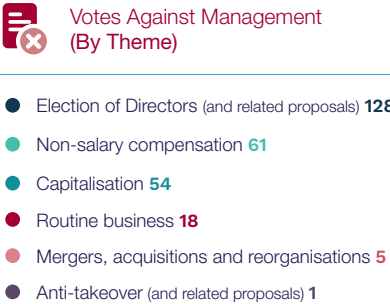 Votes Against Management
(By Theme)
Election of Directors (and related proposals) 128
Non-salary compensation 61
Capitalisation 54
Routine business 18
Mergers, acquisitions and reorganisations 5
Anti-takeover (and related proposals) 1